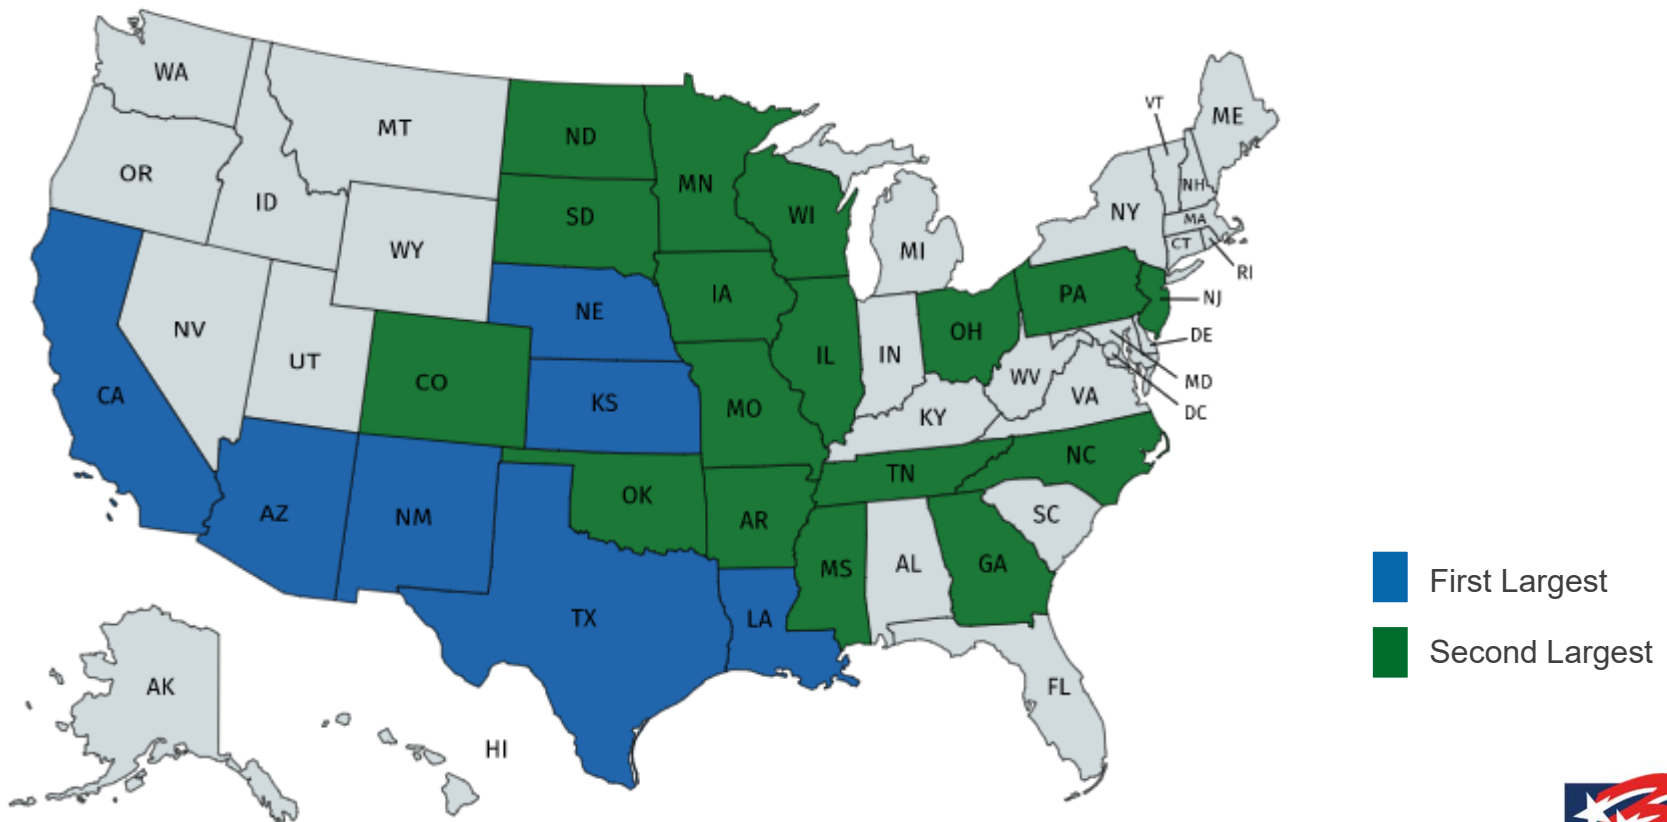 WA
MT
ND
MN
VT
ME
OR
ID
SD
WI
NH
NY
MA
WY
MI
CT
RI
NE
IA
PA
NJ
NV
OH
DE
UT
CO
IL
IN
WV
MD
CA
KS
MO
KY
VA
DC
TN
NC
AZ
NM
OK
AR
SC
MS
AL
GA
First Largest
TX
LA
Second Largest
AK
FL
HI